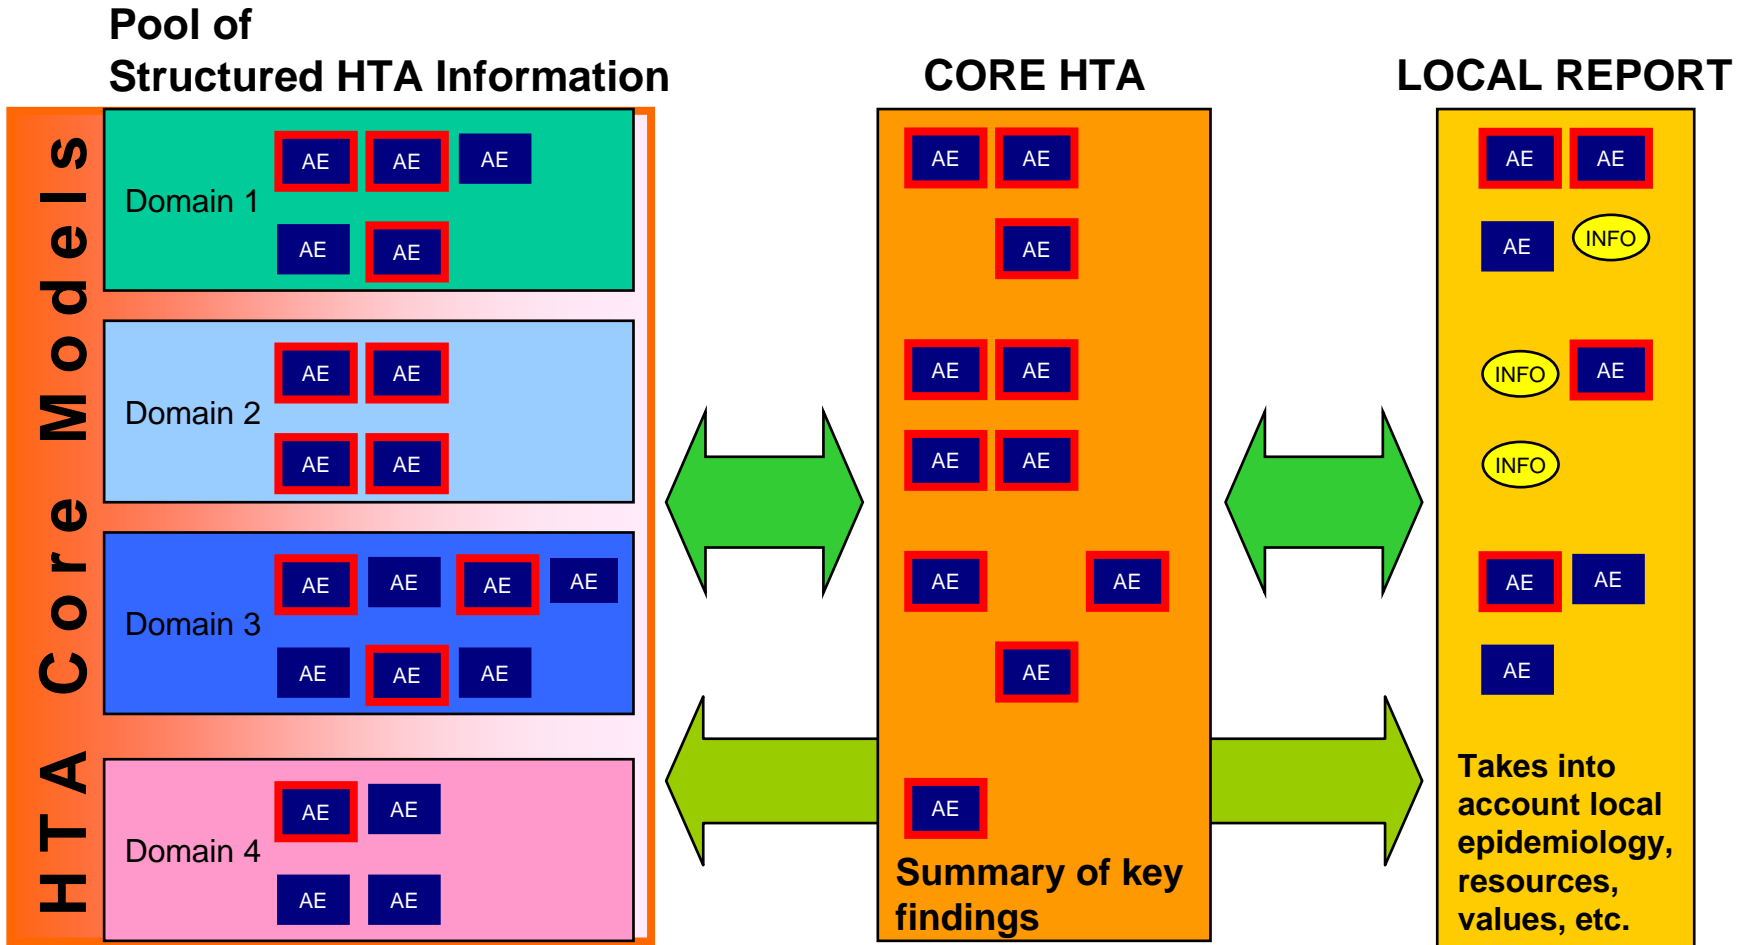 Pool of
Structured HTA Information
CORE HTA
LOCAL REPORT
HTA Core Models
Domain 1
AE AE AE
AE AE
Domain 2
AE AE
AE AE
Domain 3
AE AE AE AE
AE AE AE
Domain 4
AE AE
AE AE
AE AE
AE
AE AE
AE AE
AE AE
AE
AE
Summary of key
findings
AE AE
AE INFO
INFO AE
INFO
AE AE
AE
Takes into
account local
epidemiology,
resources,
values, etc.